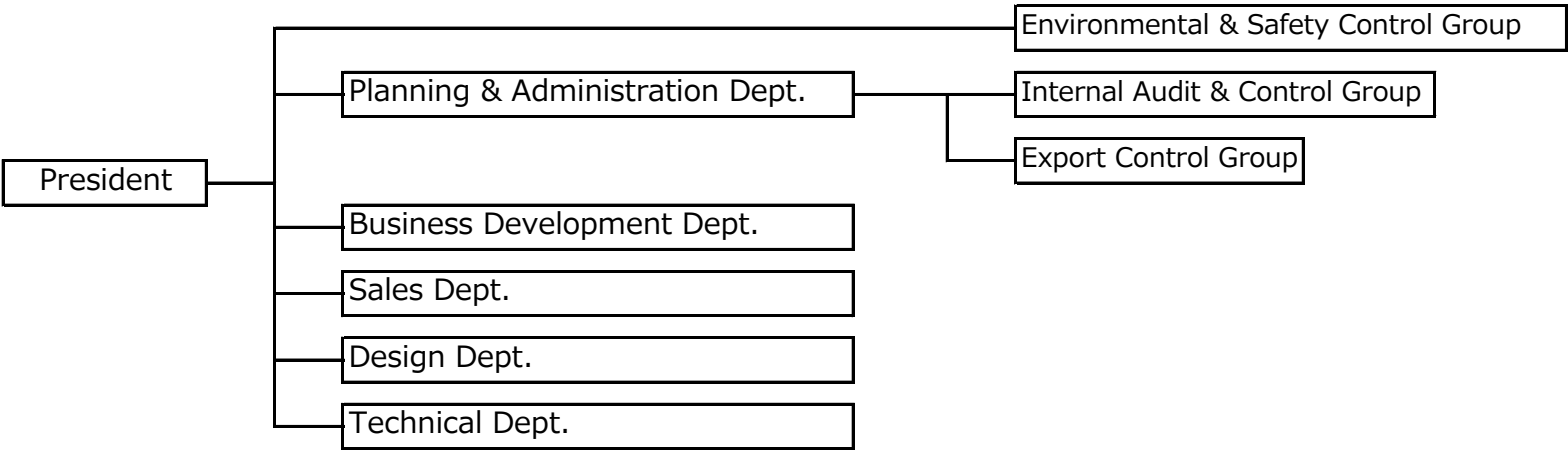 Environmental & Safety Control Group
Planning & Administration Dept.
Internal Audit & Control Group
Export Control Group
President
Business Development Dept.
Sales Dept.
Design Dept.
Technical Dept.